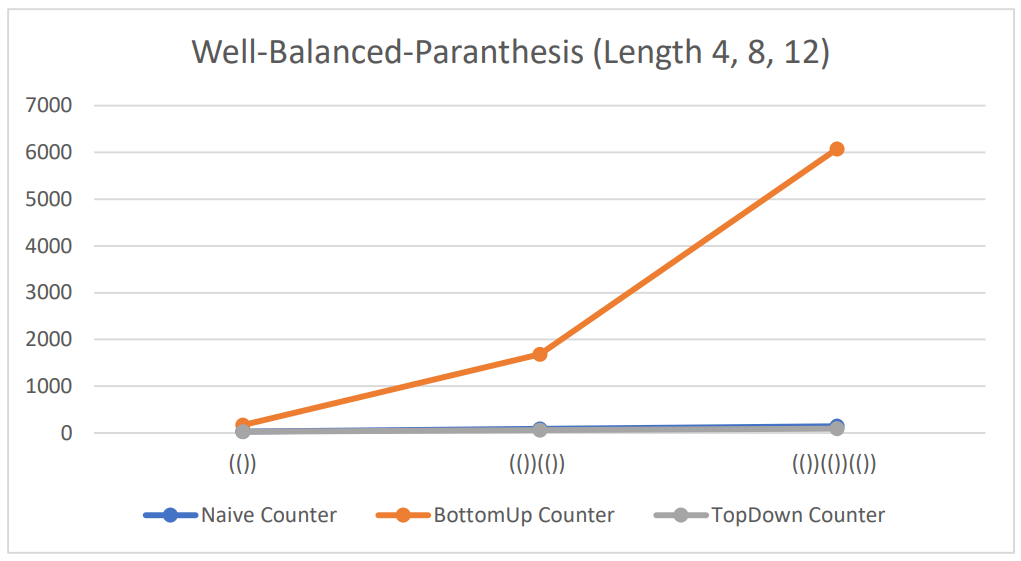 Well-Balanced-Paranthesis (Length 4, 8, 12)
7000
6000
5000
4000
3000
2000
1000
0
(()) (())(()) (())(())(())
Naive Counter BottomUp Counter TopDown Counter